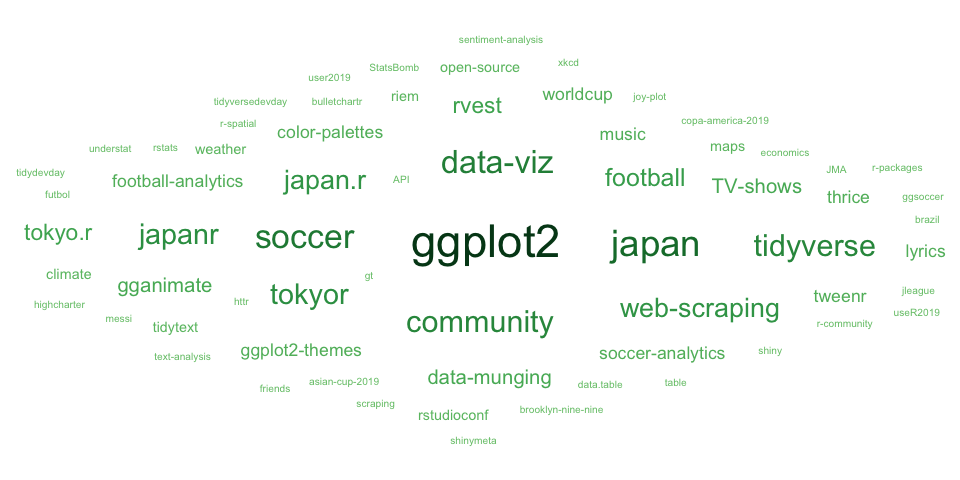 sentiment-analysis
StatsBomb open-source xkcd
user2019
tidyversedevday bulletchartr riem rvest worldcup joy-plot
r-spatial color-palettes music copa-america-2019
understat rstats weather data-viz maps economics
tidydevday football-analytics japan.r API football TV-shows JMA r-packages
futbol thrice ggsoccer
tokyo.r japanr soccer ggplot2 japan tidyverse brazil
lyrics
climate gganimate httr tokyor gt web-scraping tweenr jleague
highcharter messi tidytext community r-community useR2019
text-analysis ggplot2-themes soccer-analytics shiny
friends asian-cup-2019 data-munging data.table table
scraping rstudioconf brooklyn-nine-nine
shinymeta